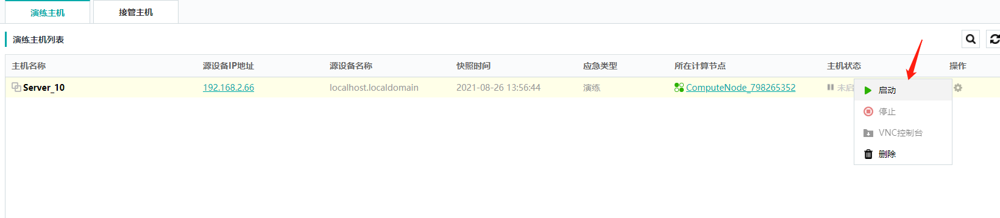 演练主机 接管主机
演练主机列表
主机名称 源设备IP地址 源设备名称 快照时间 应急类型 所在计算节点 主机状态 操作
Server_10 192.168.2.66 localhost.localdomain 2021-08-26 13:56:44 演练 ComputeNode_798265352 未启
启动
停止
VNC控制台
删除